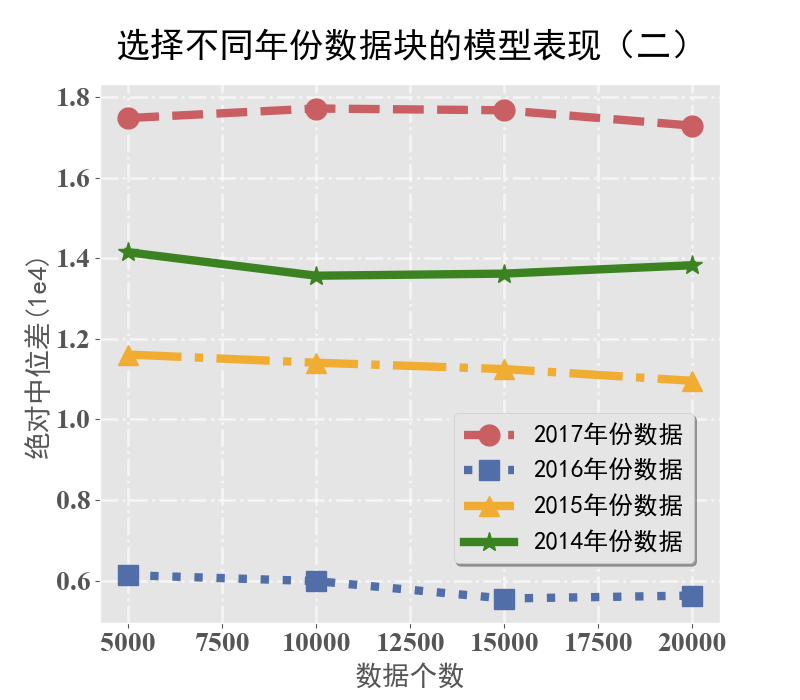 选择不同年份数据块的模型表现（二）
1.8
1.6
1.4
1.2
1.0
0.8
0.6
绝对中位差(1e4)
2017年份数据
2016年份数据
2015年份数据
2014年份数据
5000 7500 10000 12500 15000 17500 20000
数据个数